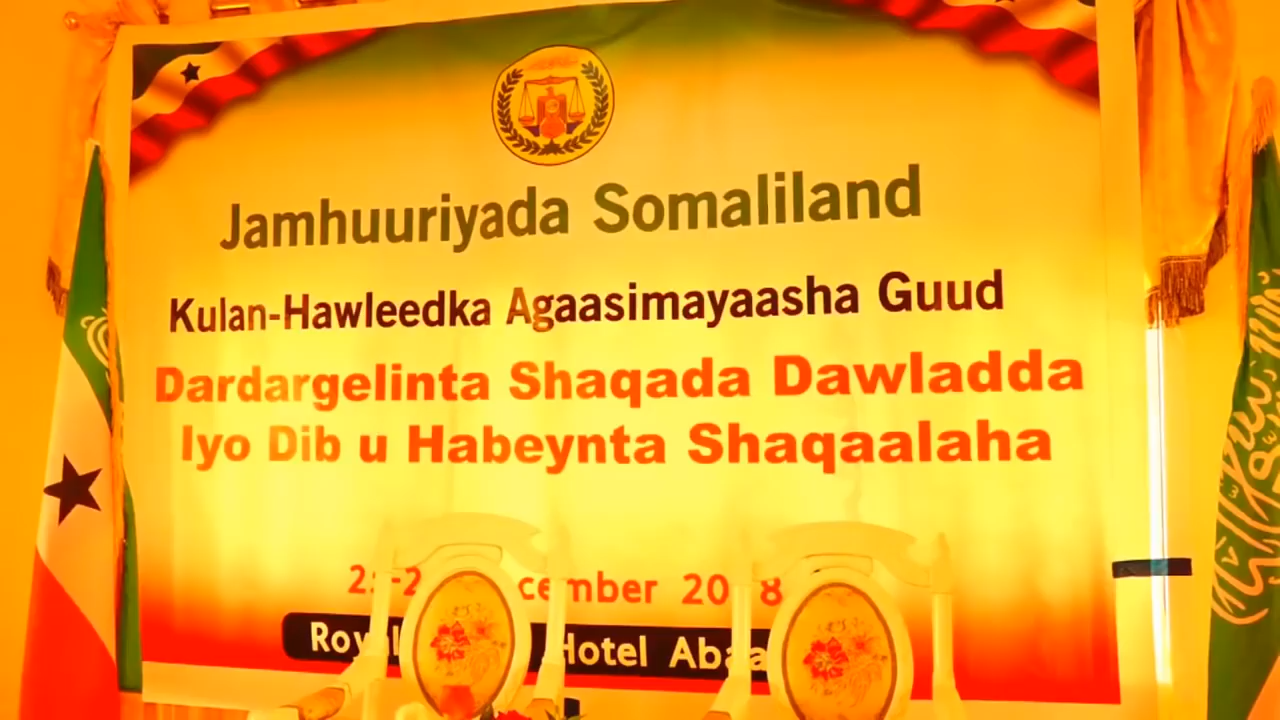 Jamhuuriyada Somaliland
Kulan-Hawleedka Agaasimayaasha Guud
Dardargelinta Shaqada Dawladda
Iyo Dib u Habeynta Shaqaalaha
Hotel